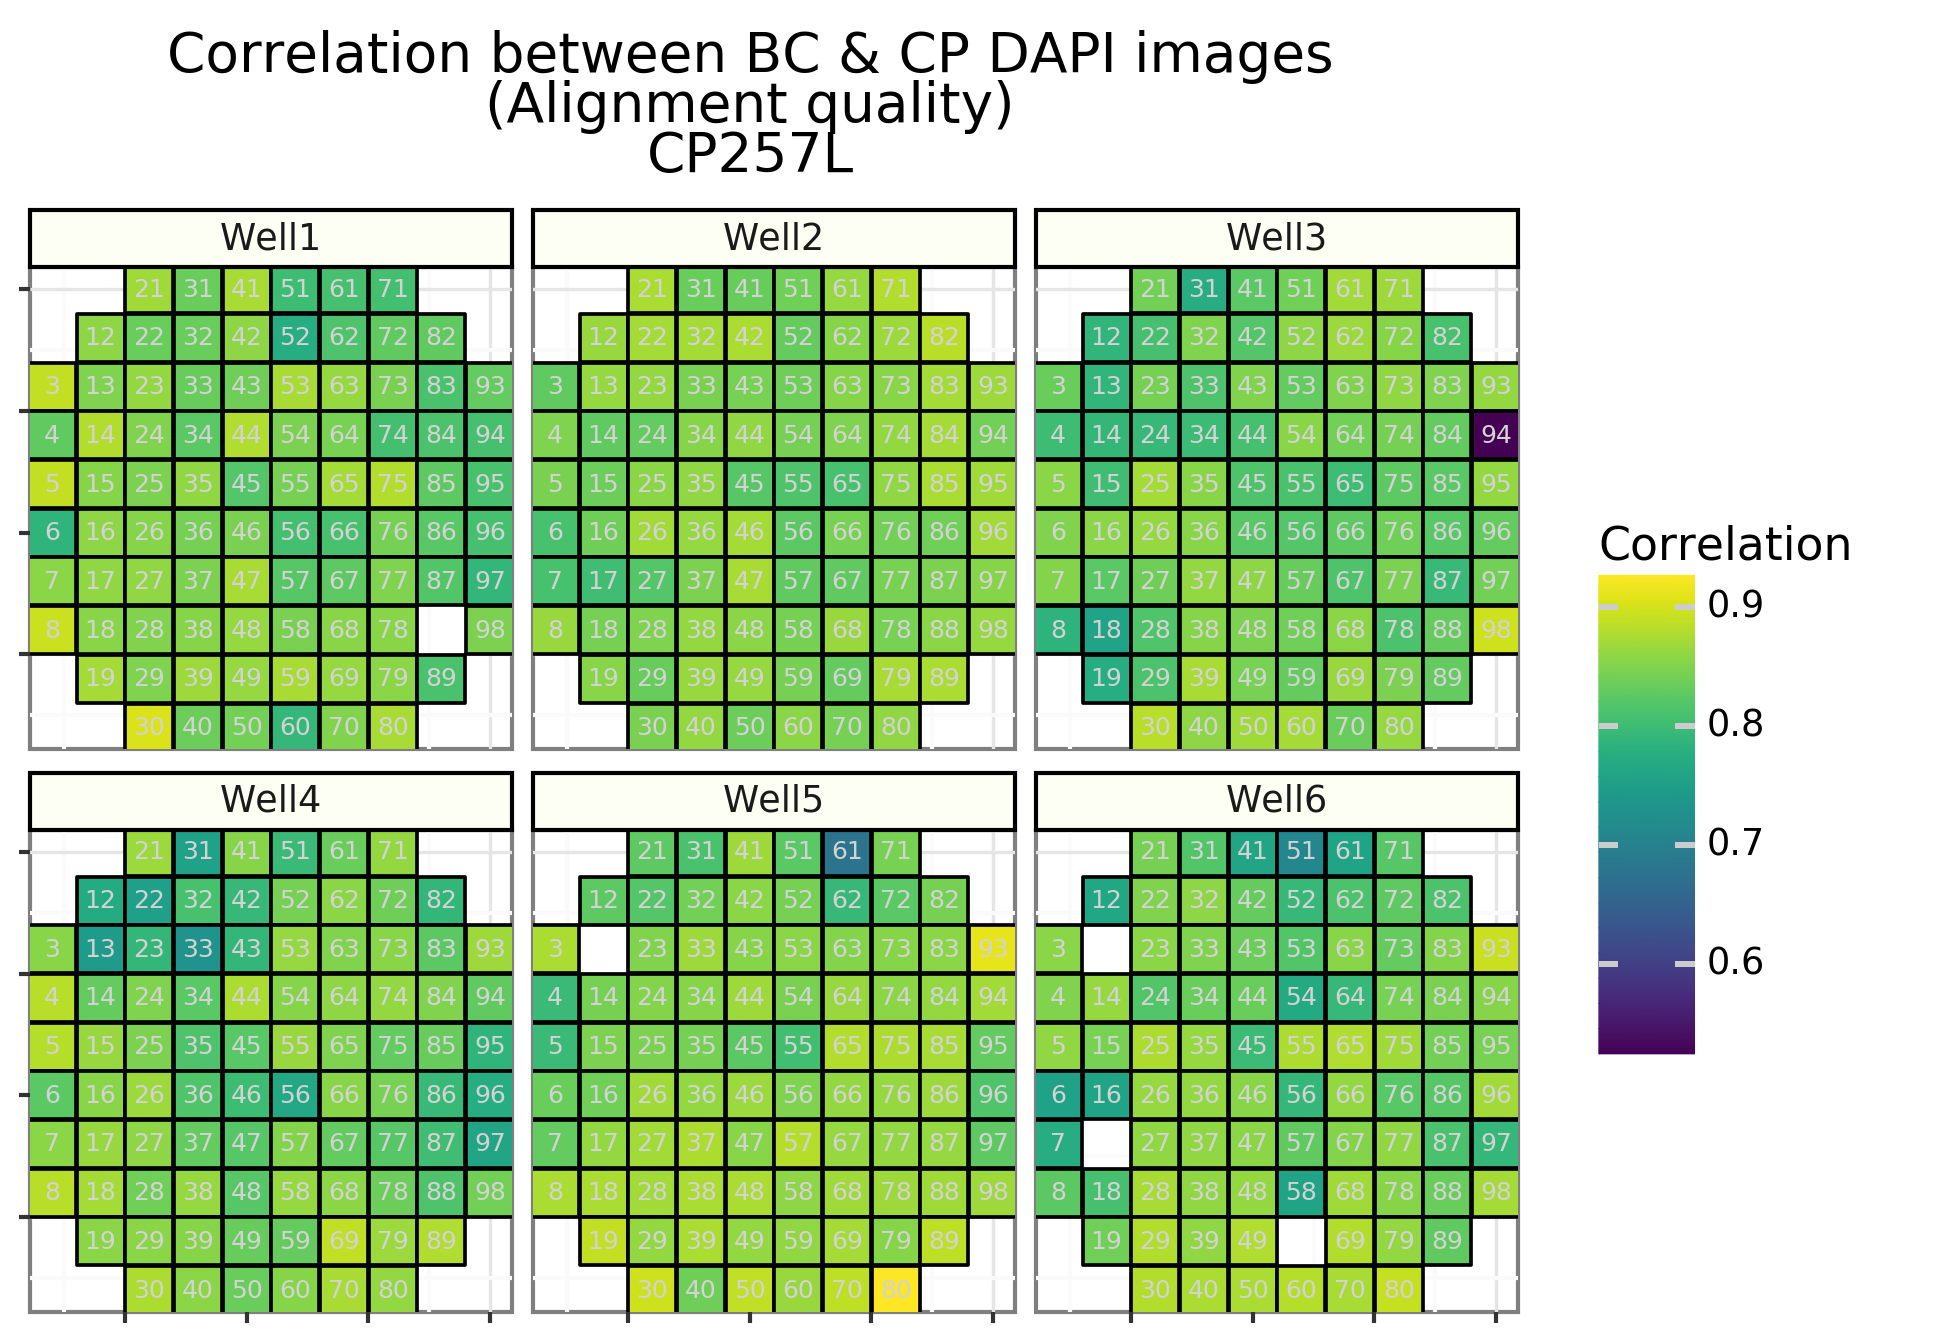 Correlation between BC & CP DAPI images
(Alignment quality)
CP257L
Well1 Well2 Well3
21 31 41 51 61 71 21 31 41 51 61 71 21 31 41 51 61 71
12 22 32 42 52 62 72 82 12 22 32 42 52 62 72 82 12 22 32 42 52 62 72 82
3 13 23 33 43 53 63 73 83 93 3 13 23 33 43 53 63 73 83 93 3 13 23 33 43 53 63 73 83 93
4 14 24 34 44 54 64 74 84 94 4 14 24 34 44 54 64 74 84 94 4 14 24 34 44 54 64 74 84 94
5 15 25 35 45 55 65 75 85 95 5 15 25 35 45 55 65 75 85 95 5 15 25 35 45 55 65 75 85 95
6 16 26 36 46 56 66 76 86 96 6 16 26 36 46 56 66 76 86 96 6 16 26 36 46 56 66 76 86 96
7 17 27 37 47 57 67 77 87 97 7 17 27 37 47 57 67 77 87 97 7 17 27 37 47 57 67 77 87 97
8 18 28 38 48 58 68 78 98 8 18 28 38 48 58 68 78 88 98 8 18 28 38 48 58 68 78 88 98
19 29 39 49 59 69 79 89 19 29 39 49 59 69 79 89 19 29 39 49 59 69 79 89
30 40 50 60 70 80 30 40 50 60 70 80 30 40 50 60 70 80
Well4 Well5 Well6
21 31 41 51 61 71 21 31 41 51 61 71 21 31 41 51 61 71
12 22 32 42 52 62 72 82 12 22 32 42 52 62 72 82 12 22 32 42 52 62 72 82
3 13 23 33 43 53 63 73 83 93 3 23 33 43 53 63 73 83 93 3 23 33 43 53 63 73 83 93
4 14 24 34 44 54 64 74 84 94 4 14 24 34 44 54 64 74 84 94 4 14 24 34 44 54 64 74 84 94
5 15 25 35 45 55 65 75 85 95 5 15 25 35 45 55 65 75 85 95 5 15 25 35 45 55 65 75 85 95
6 16 26 36 46 56 66 76 86 96 6 16 26 36 46 56 66 76 86 96 6 16 26 36 46 56 66 76 86 96
7 17 27 37 47 57 67 77 87 97 7 17 27 37 47 57 67 77 87 97 7 27 37 47 57 67 77 87 97
8 18 28 38 48 58 68 78 88 98 8 18 28 38 48 58 68 78 88 98 8 18 28 38 48 58 68 78 88 98
19 29 39 49 59 69 79 89 19 29 39 49 59 69 79 89 19 29 39 49 69 79 89
30 40 50 60 70 80 30 40 50 60 70 80 30 40 50 60 70 80
Correlation
0.9
0.8
0.7
0.6